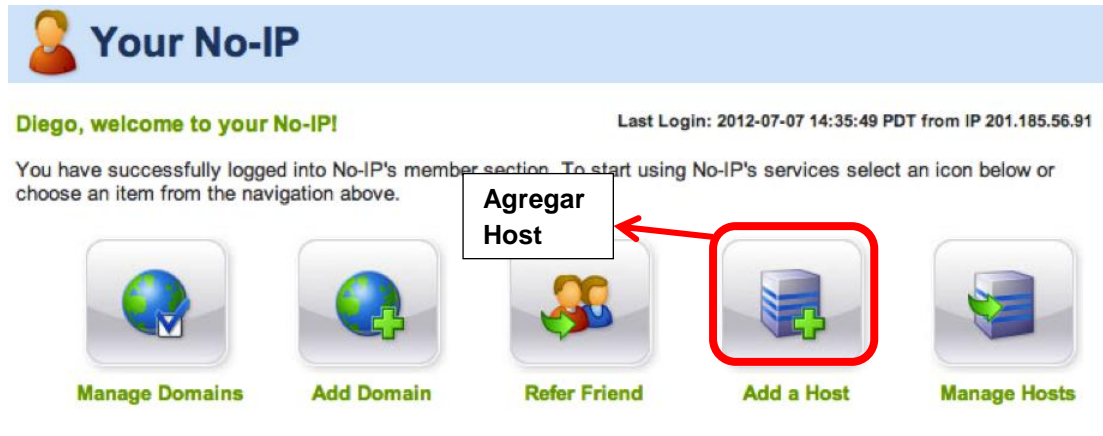 Your No-IP
Diego, welcome to your No-IP!
Last Login: 2012-07-07 14:35:49 PDT from IP 201.185.56.91
You have successfully logged into No-IP's member section. To start using No-IP's services select an icon below or
choose an item from the navigation above.
Agregar
Host
Manage Domains
Add Domain
Refer Friend
Add a Host
Manage Hosts